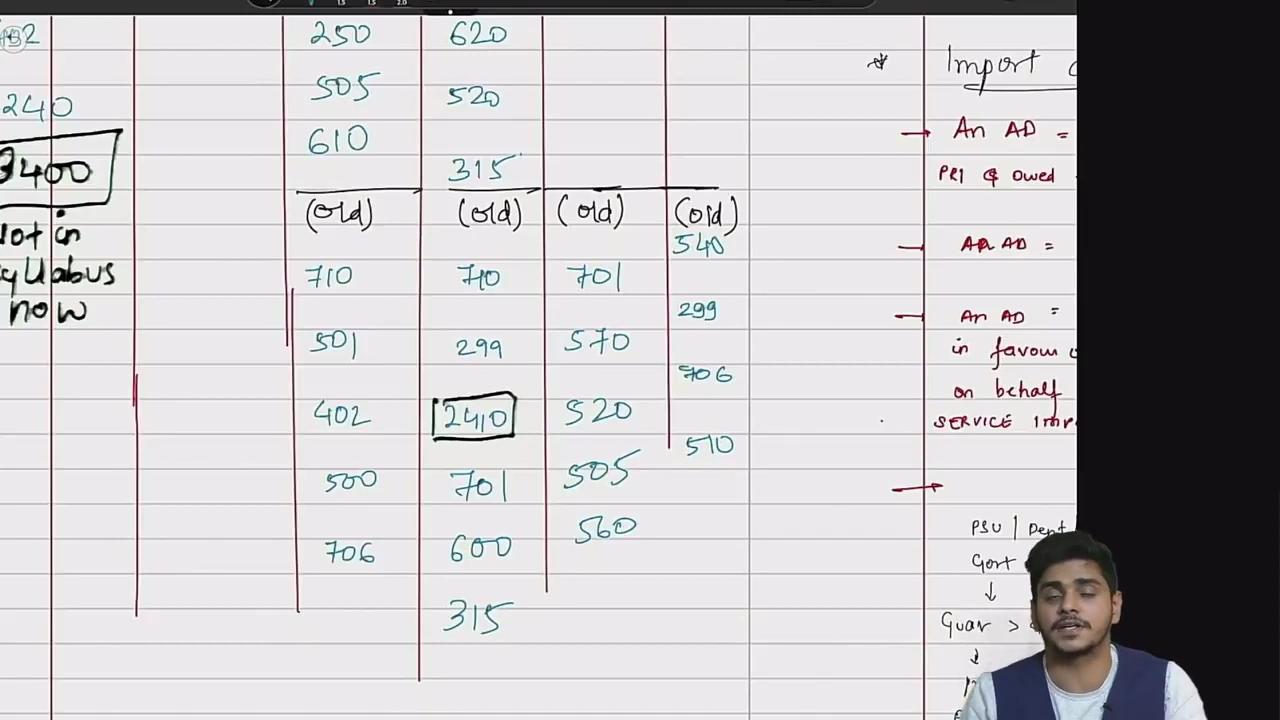 250 620
505 520
610
315
(old) (old) (old) (old)
540
710 710 701
299
501 299 570
706
402 2410 520
510
500 701 505
560
706 600
315
240
3400
Not in
syllabus
now
Import
→ An AD =
PRI & owed
→ An AD =
→ An AD =
in favour
on behalf
SERVICE IMP
→
PSU / Dept
Govt
↓
Guar >
↓